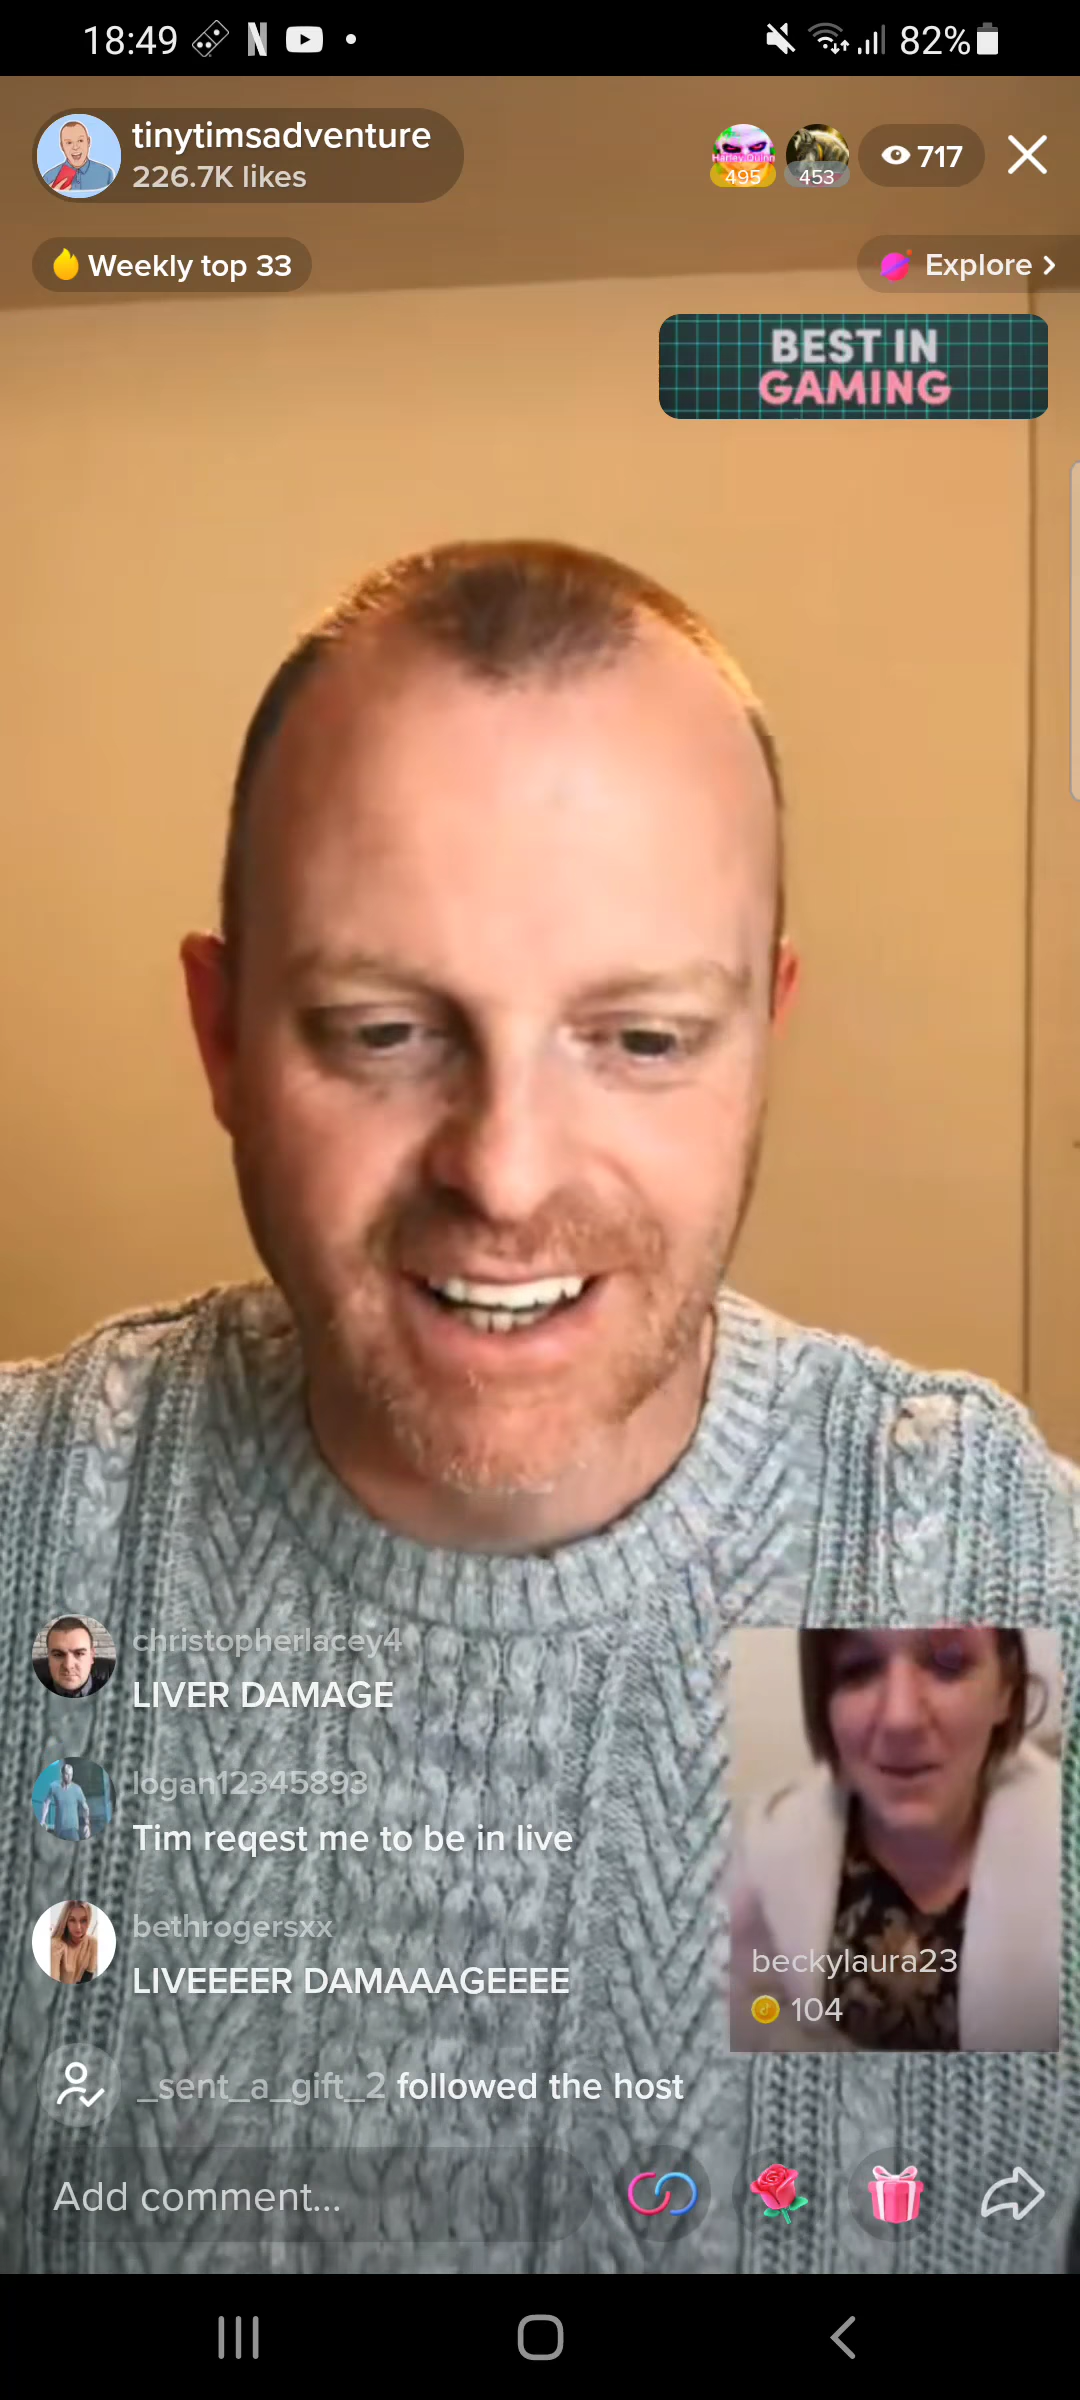 18:49
82%
tinytimsadventure
226.7K likes
Harley Quinn
495
453
717
Weekly top 33
Explore
BEST IN
GAMING
christopherlacey4
LIVER DAMAGE
logan12345893
Tim reqest me to be in live
bethrogersxx
LIVEEEER DAMAAAGEEEE
beckylaura23
104
_sent_a_gift_2 followed the host
Add comment...